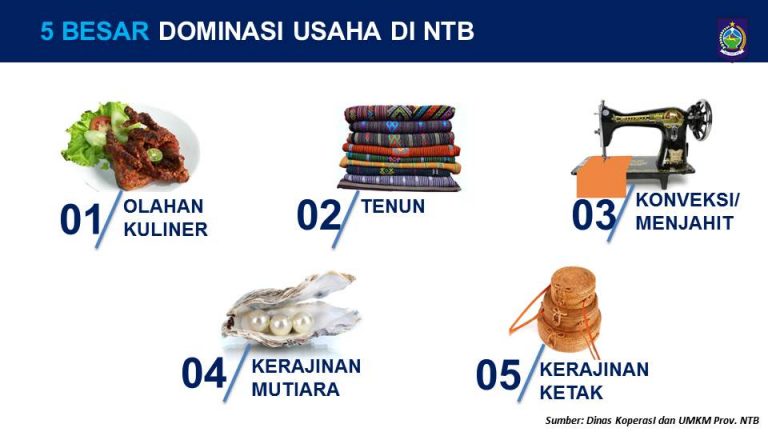 5 BESAR DOMINASI USAHA DI NTB
01 OLAHAN
KULINER
02 TENUN
03 KONVEKSI/
MENJAHIT
04 KERAJINAN
MUTIARA
05 KERAJINAN
KETAK
Sumber: Dinas Koperasi dan UMKM Prov. NTB